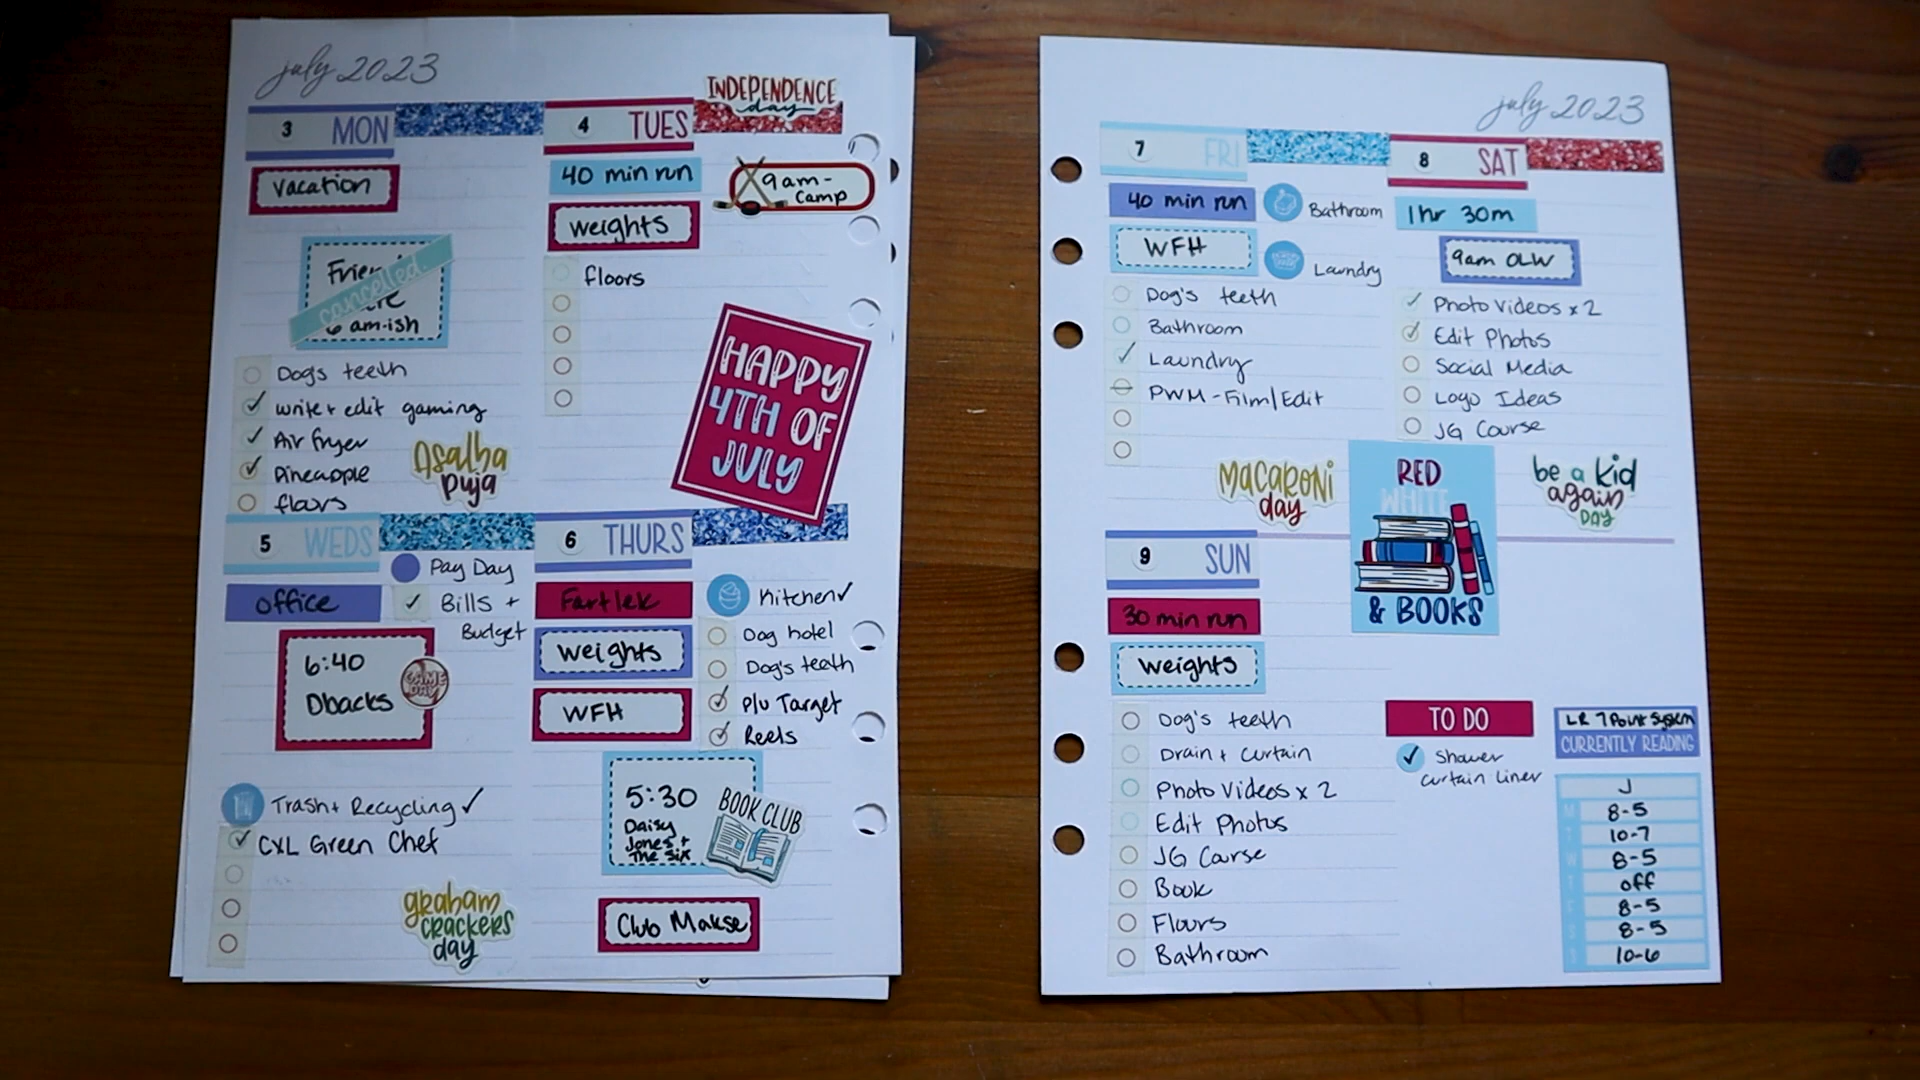 july 2023
3 MON
vacation
cancelled.
6 am-ish
Dog's teeth
write + edit gaming
Air fryer
Pineapple
floors
Asalha
Puja
4 TUES
INDEPENDENCE
day
40 min run
9am-
camp
weights
floors
HAPPY
4TH OF
JULY
5 WEDS
Pay Day
office
Bills +
Budget
6:40
Dbacks
GAME
DAY
Trash + Recycling ✓
CXL Green Chef
graham
CRACKERS
day
6 THURS
Fartlek
Kitchen ✓
weights
WFH
Dog hotel
Dog's teeth
P/U Target
Reels
5:30
Daisy
Jones +
The Six
BOOK CLUB
Club Makse
july 2023
7 FRI
40 min run
Bathroom
WFH
Laundry
Dog's teeth
Bathroom
Laundry
PWM - Film/Edit
MACARONI
day
8 SAT
1hr 30m
9am OLW
Photo Videos x 2
Edit Photos
Social Media
Logo Ideas
JG Course
RED
WHITE
& BOOKS
be a kid
again
DAY
9 SUN
30 min run
weights
Dog's teeth
Drain + Curtain
Photo Videos x 2
Edit Photos
JG Course
Book
Floors
Bathroom
TO DO
Shower
curtain liner
LR 7 Point System
CURRENTLY READING
J
M 8-5
T 10-7
W 8-5
T off
F 8-5
S 8-5
S 10-6